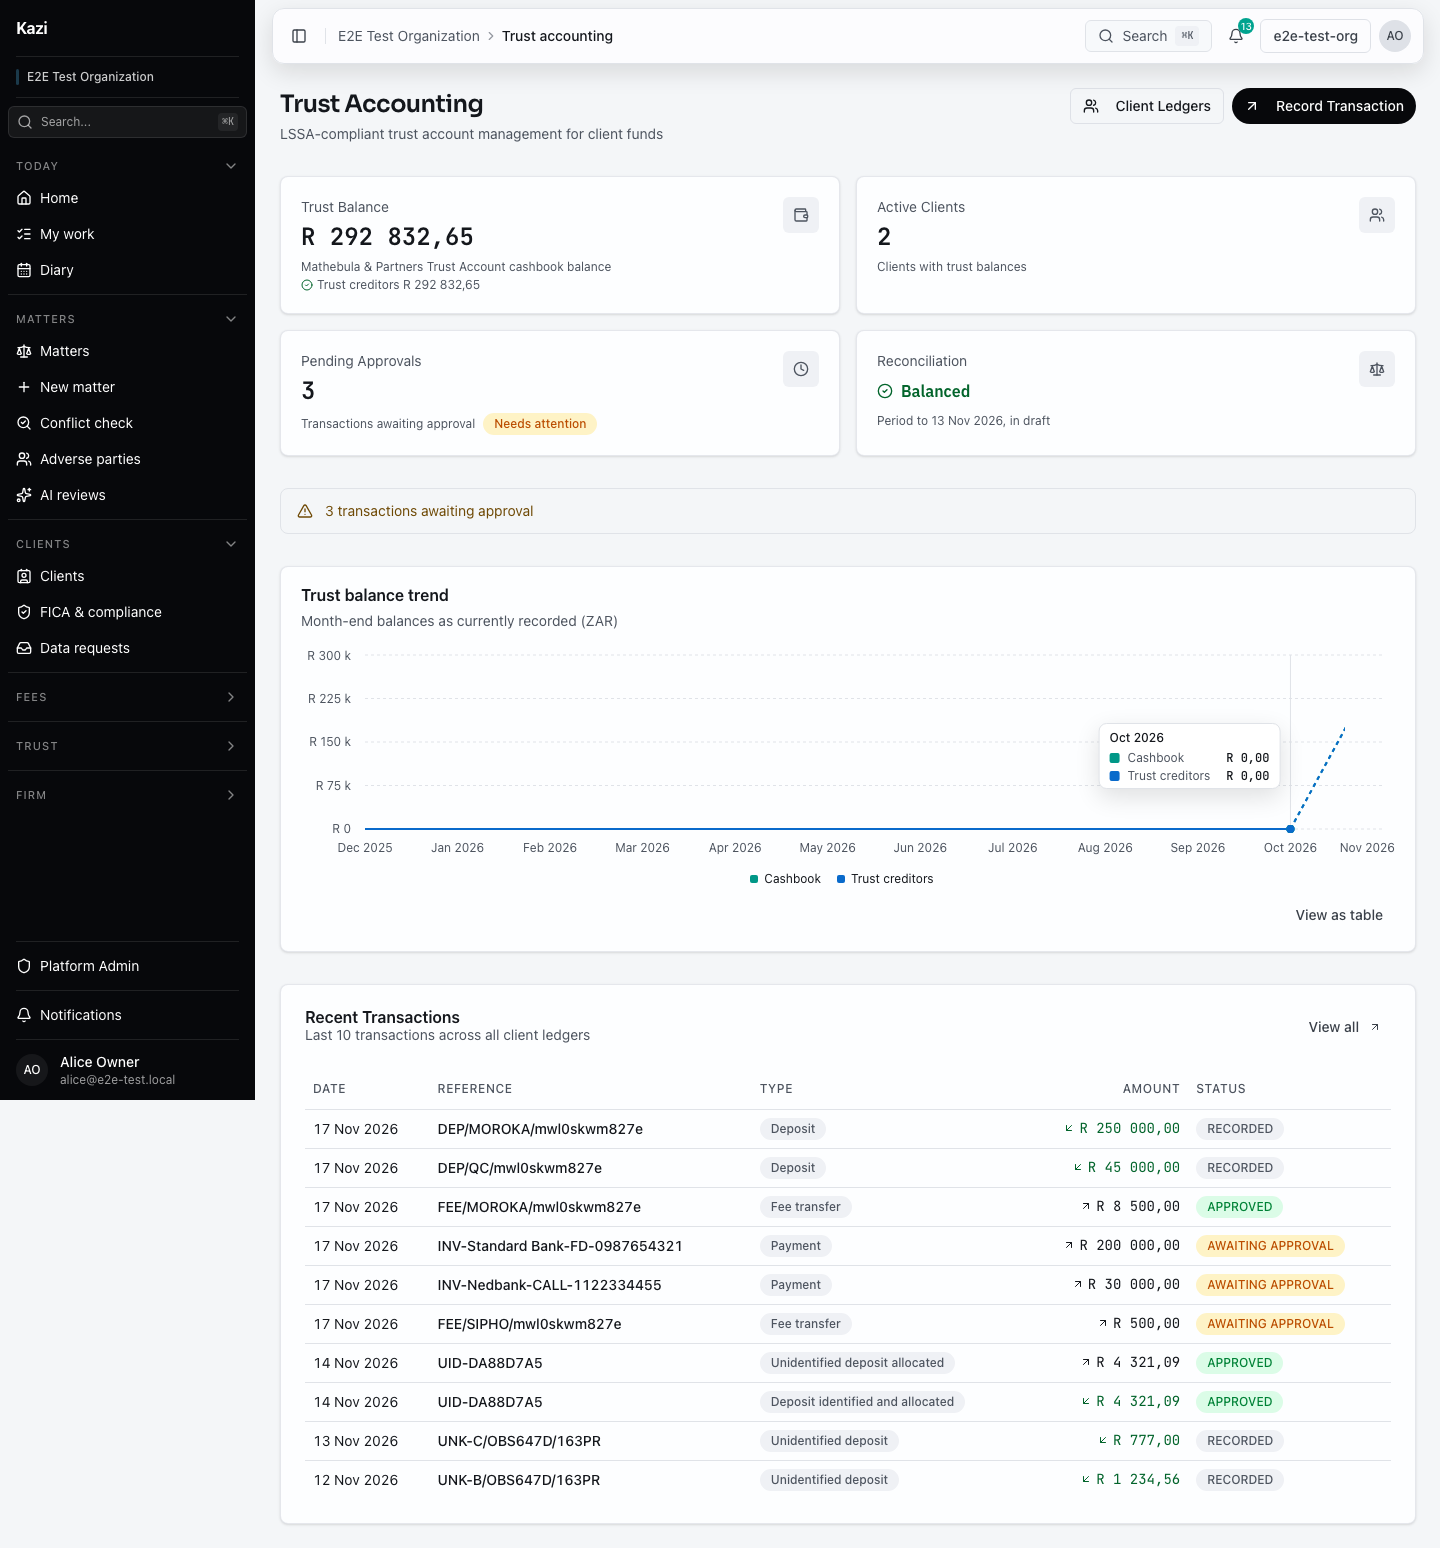 Kazi
E2E Test Organization
Search...
⌘K
TODAY
Home
My work
Diary
MATTERS
Matters
New matter
Conflict check
Adverse parties
AI reviews
CLIENTS
Clients
FICA & compliance
Data requests
FEES
TRUST
FIRM
Platform Admin
Notifications
AO
Alice Owner
alice@e2e-test.local
E2E Test Organization
Trust accounting
Search
⌘K
13
e2e-test-org
AO
Trust Accounting
LSSA-compliant trust account management for client funds
Client Ledgers
Record Transaction
Trust Balance
R 292 832,65
Mathebula & Partners Trust Account cashbook balance
Trust creditors R 292 832,65
Active Clients
2
Clients with trust balances
Pending Approvals
3
Transactions awaiting approval
Needs attention
Reconciliation
Balanced
Period to 13 Nov 2026, in draft
3 transactions awaiting approval
Trust balance trend
Month-end balances as currently recorded (ZAR)
R 300 k
R 225 k
R 150 k
R 75 k
R 0
Oct 2026
Cashbook R 0,00
Trust creditors R 0,00
Dec 2025 Jan 2026 Feb 2026 Mar 2026 Apr 2026 May 2026 Jun 2026 Jul 2026 Aug 2026 Sep 2026 Oct 2026 Nov 2026
Cashbook Trust creditors
View as table
Recent Transactions
Last 10 transactions across all client ledgers
View all
DATE REFERENCE TYPE AMOUNT STATUS
17 Nov 2026 DEP/MOROKA/mwl0skwm827e Deposit R 250 000,00 RECORDED
17 Nov 2026 DEP/QC/mwl0skwm827e Deposit R 45 000,00 RECORDED
17 Nov 2026 FEE/MOROKA/mwl0skwm827e Fee transfer R 8 500,00 APPROVED
17 Nov 2026 INV-Standard Bank-FD-0987654321 Payment R 200 000,00 AWAITING APPROVAL
17 Nov 2026 INV-Nedbank-CALL-1122334455 Payment R 30 000,00 AWAITING APPROVAL
17 Nov 2026 FEE/SIPHO/mwl0skwm827e Fee transfer R 500,00 AWAITING APPROVAL
14 Nov 2026 UID-DA88D7A5 Unidentified deposit allocated R 4 321,09 APPROVED
14 Nov 2026 UID-DA88D7A5 Deposit identified and allocated R 4 321,09 APPROVED
13 Nov 2026 UNK-C/OBS647D/163PR Unidentified deposit R 777,00 RECORDED
12 Nov 2026 UNK-B/OBS647D/163PR Unidentified deposit R 1 234,56 RECORDED